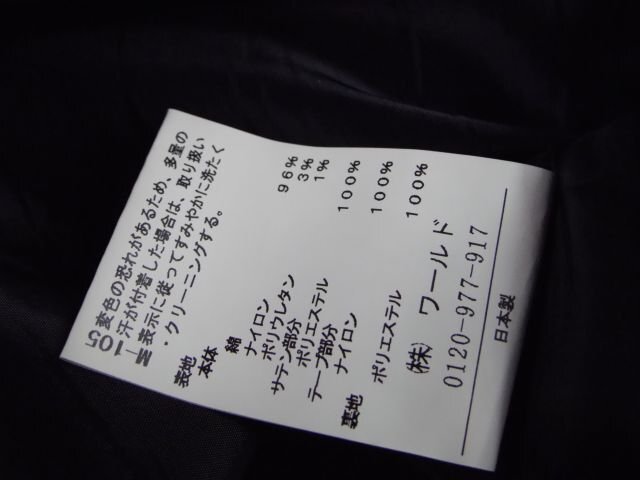 変色の恐れがあるため、多量の
汗が付着した場合は、取り扱い
表示に従ってすみやかに洗たく
・クリーニングする。
105
表地
本体
綿 96%
ナイロン 3%
ポリウレタン 1%
サテン部分
ポリエステル 100%
テープ部分
ナイロン 100%
裏地
ポリエステル 100%
(株) ワールド
0120-977-917
日本製